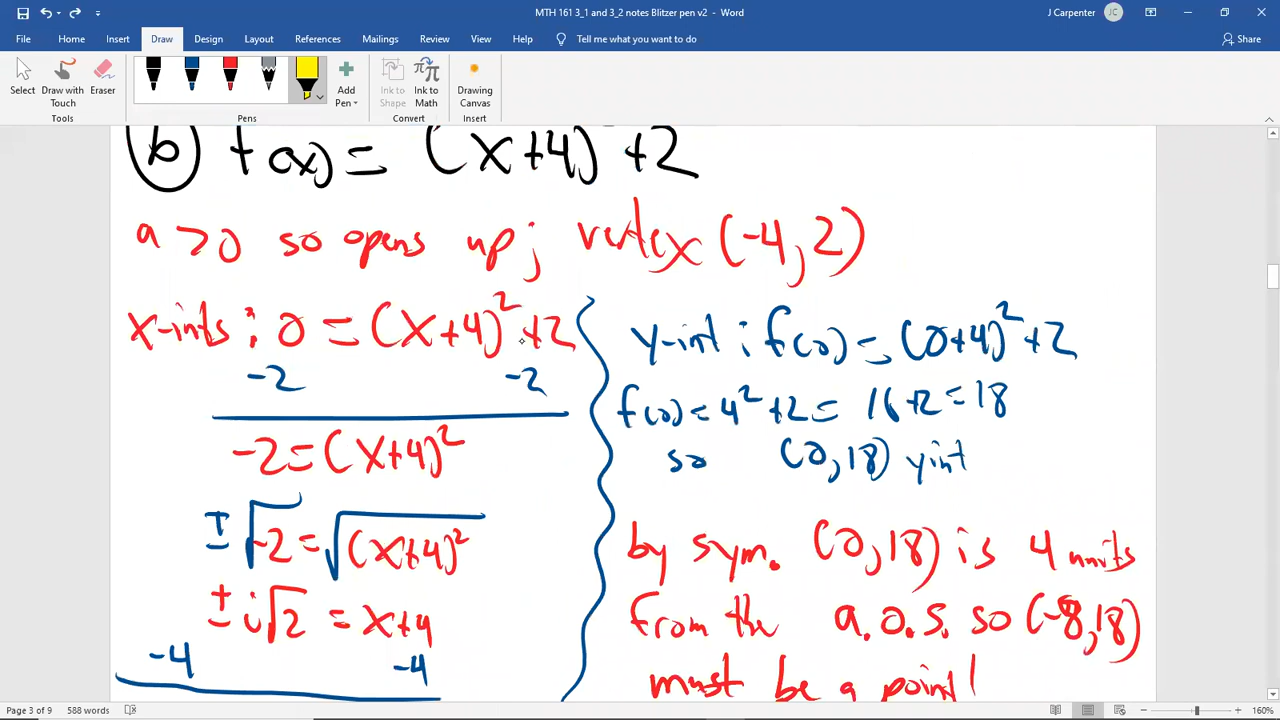 MTH 161 3_1 and 3_2 notes Blitzer pen v2 - Word
J Carpenter JC
File Home Insert Draw Design Layout References Mailings Review View Help Tell me what you want to do Share
Select Drawing with Touch Eraser Add Pen Ink to Shape Ink to Math Drawing Canvas
Tools Pens Convert Insert
(b) f(x) = (x+4)² +2
a >0 so opens up; vertex (-4,2)
x-ints: 0 = (x+4)²+2
-2 -2
-2=(x+4)²
±√-2 = √(x+4)²
±i√2 = x+4
-4 -4
y-int: f(0)=(0+4)²+2
f(0)=4²+2= 16+2=18
so (0,18) yint
by sym. (0,18) is 4 units
from the a.o.s. so (-8,18)
must be a point!
Page 3 of 9 588 words 160%